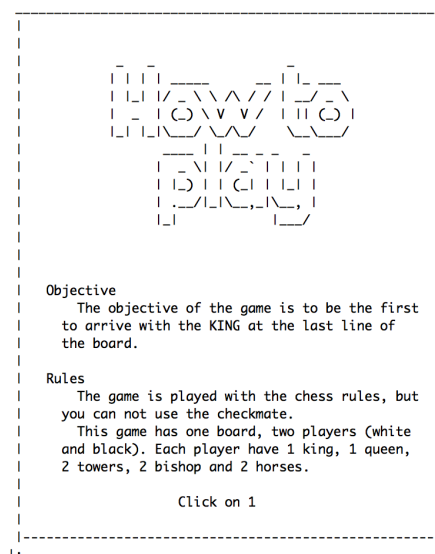 How to
play
Objective
The objective of the game is to be the first
to arrive with the KING at the last line of
the board.
Rules
The game is played with the chess rules, but
you can not use the checkmate.
This game has one board, two players (white
and black). Each player have 1 king, 1 queen,
2 towers, 2 bishop and 2 horses.
Click on 1